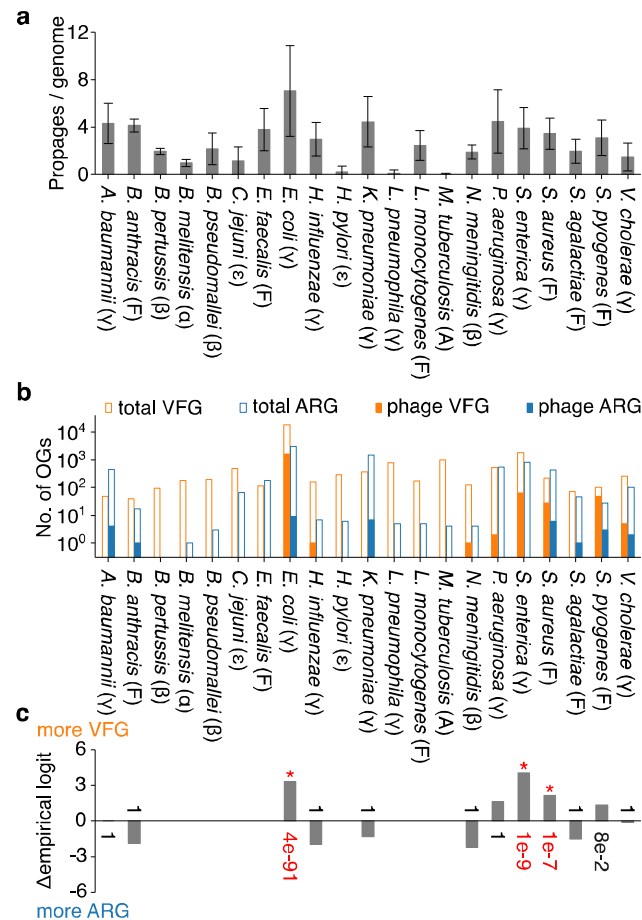 a
Propages / genome
12
8
4
0
A. baumannii (γ)
B. anthracis (F)
B. pertussis (β)
B. melitensis (α)
B. pseudomallei (β)
C. jejuni (ε)
E. faecalis (F)
E. coli (γ)
H. influenzae (γ)
H. pylori (ε)
K. pneumoniae (γ)
L. pneumophila (γ)
L. monocytogenes (F)
M. tuberculosis (A)
N. meningitidis (β)
P. aeruginosa (γ)
S. enterica (γ)
S. aureus (F)
S. agalactiae (F)
S. pyogenes (F)
V. cholerae (γ)
b
total VFG total ARG phage VFG phage ARG
No. of OGs
10⁴
10³
10²
10¹
10⁰
A. baumannii (γ)
B. anthracis (F)
B. pertussis (β)
B. melitensis (α)
B. pseudomallei (β)
C. jejuni (ε)
E. faecalis (F)
E. coli (γ)
H. influenzae (γ)
H. pylori (ε)
K. pneumoniae (γ)
L. pneumophila (γ)
L. monocytogenes (F)
M. tuberculosis (A)
N. meningitidis (β)
P. aeruginosa (γ)
S. enterica (γ)
S. aureus (F)
S. agalactiae (F)
S. pyogenes (F)
V. cholerae (γ)
c
more VFG
Δempirical logit
6
3
0
-3
-6
1
1
*
4e-91
1
1
1
1
*
1e-9
*
1e-7
1
8e-2
1
more ARG